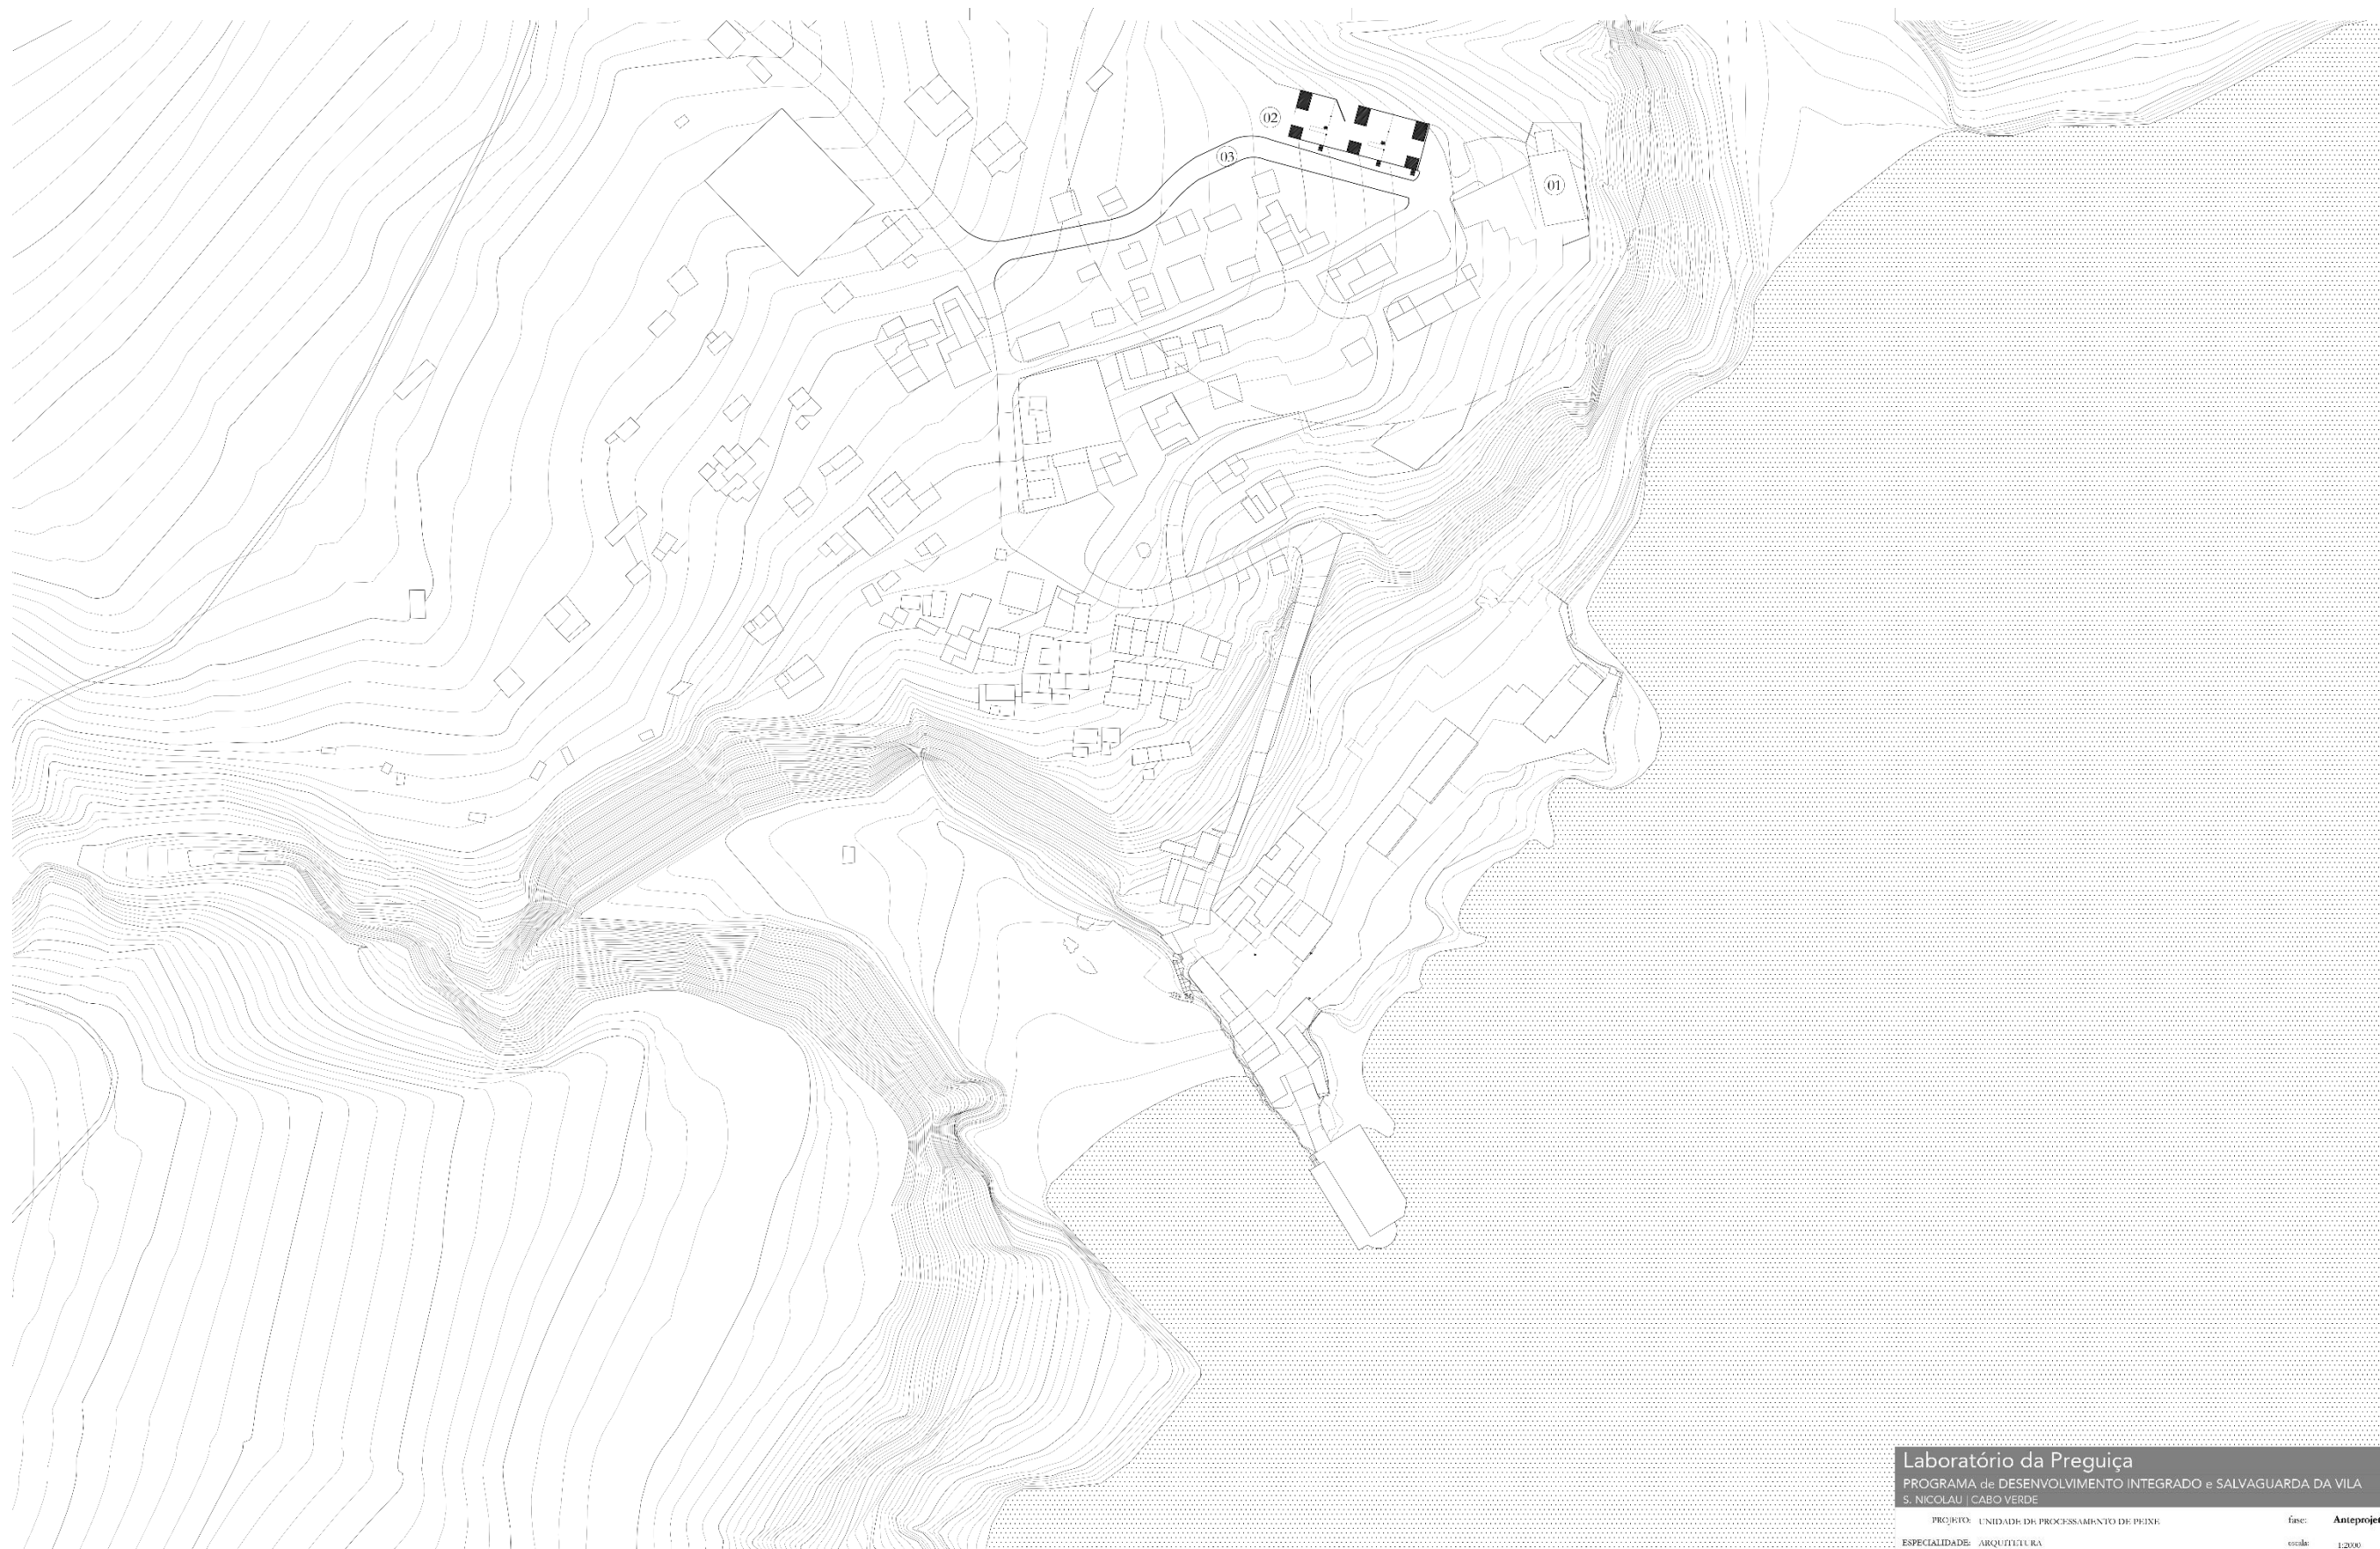 02
03
01
Laboratório da Preguiça
PROGRAMA de DESENVOLVIMENTO INTEGRADO e SALVAGUARDA DA VILA
S. NICOLAU | CABO VERDE
PROJETO: UNIDADE DE PROCESSAMENTO DE PEIXE fase: Anteprojet
ESPECIALIDADE: ARQUITETURA escala: 1:2000